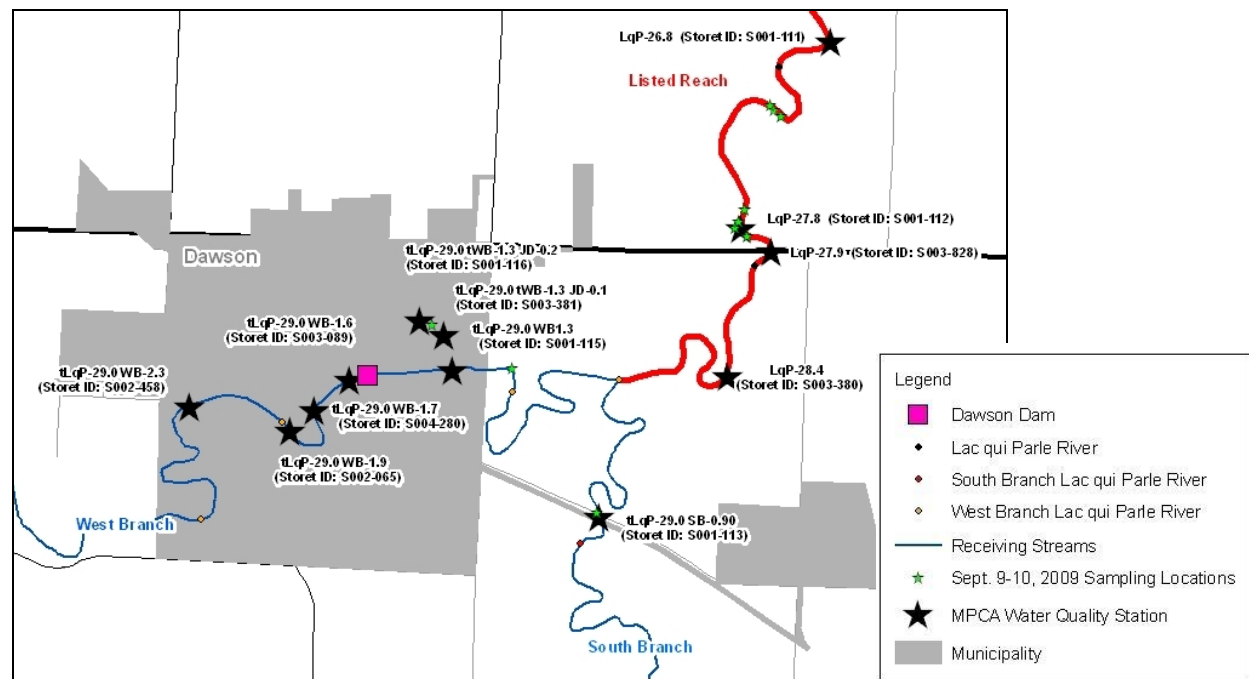 LqP-26.8 (Storet ID: S001-111)
Listed Reach
LqP-27.8 (Storet ID: S001-112)
LqP-27.9 (Storet ID: S003-828)
Dawson
tLqP-29.0 tWB-1.3 JD-0.2
(Storet ID: S001-116)
tLqP-29.0 tWB-1.3 JD-0.1
(Storet ID: S003-381)
tLqP-29.0 WB-1.6
(Storet ID: S003-089)
tLqP-29.0 WB1.3
(Storet ID: S001-115)
tLqP-29.0 WB-2.3
(Storet ID: S002-458)
LqP-28.4
(Storet ID: S003-380)
tLqP-29.0 WB-1.7
(Storet ID: S004-280)
tLqP-29.0 WB-1.9
(Storet ID: S002-065)
West Branch
tLqP-29.0 SB-0.90
(Storet ID: S001-113)
South Branch
Legend
Dawson Dam
Lac qui Parle River
South Branch Lac qui Parle River
West Branch Lac qui Parle River
Receiving Streams
Sept. 9-10, 2009 Sampling Locations
MPCA Water Quality Station
Municipality